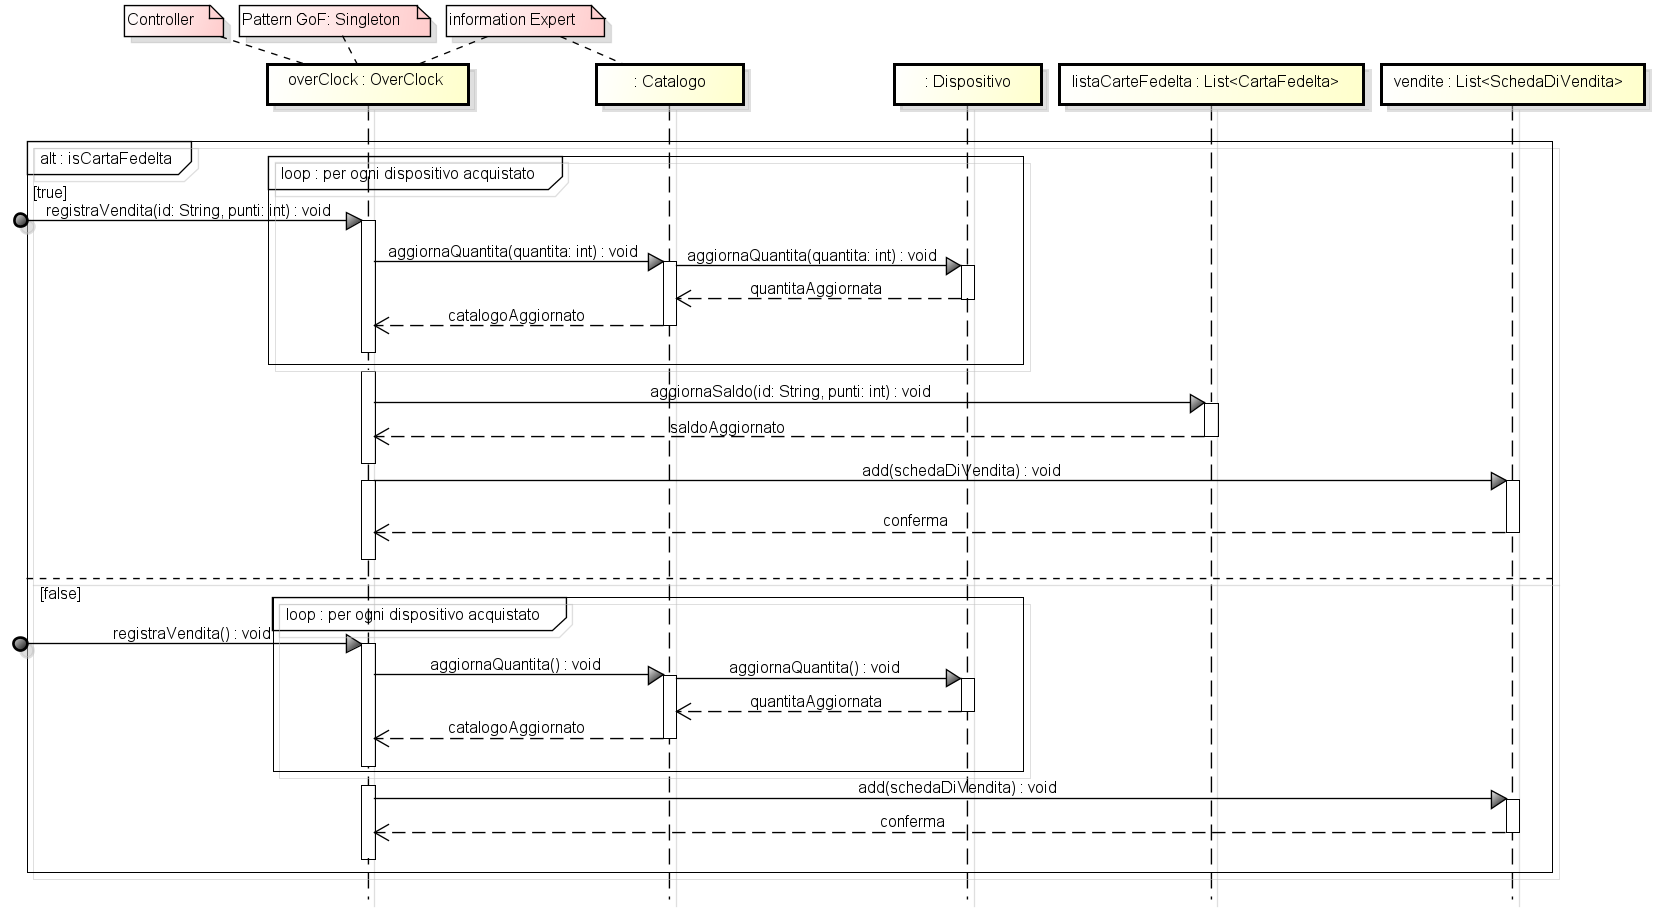 Controller
Pattern GoF: Singleton
information Expert
overClock : OverClock
: Catalogo
: Dispositivo
listaCarteFedelta : List<CartaFedelta>
vendite : List<SchedaDiVendita>
alt : isCartaFedelta
loop : per ogni dispositivo acquistato
[true]
registraVendita(id: String, punti: int) : void
aggiornaQuantita(quantita: int) : void
aggiornaQuantita(quantita: int) : void
quantitaAggiornata
catalogoAggiornato
aggiornaSaldo(id: String, punti: int) : void
saldoAggiornato
add(schedaDiVendita) : void
conferma
[false]
loop : per ogni dispositivo acquistato
registraVendita() : void
aggiornaQuantita() : void
aggiornaQuantita() : void
quantitaAggiornata
catalogoAggiornato
add(schedaDiVendita) : void
conferma